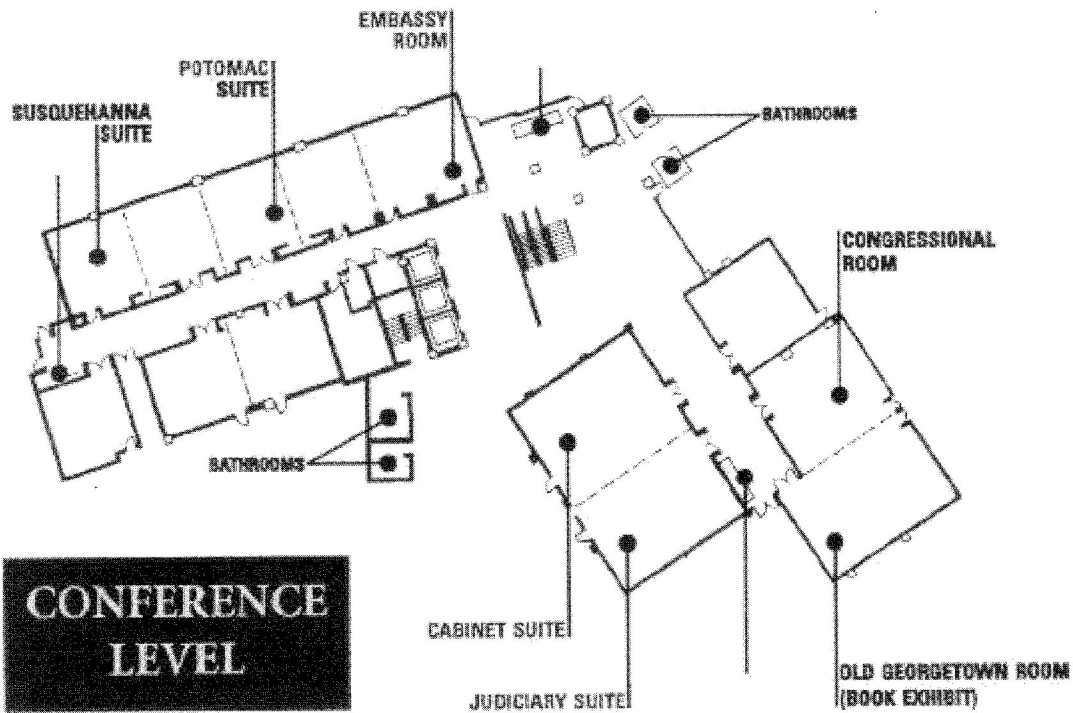 EMBASSY
ROOM
POTOMAC
SUITE
SUSQUEHANNA
SUITE
BATHROOMS
CONGRESSIONAL
ROOM
BATHROOMS
CABINET SUITE
JUDICIARY SUITE
OLD GEORGETOWN ROOM
(BOOK EXHIBIT)
CONFERENCE
LEVEL